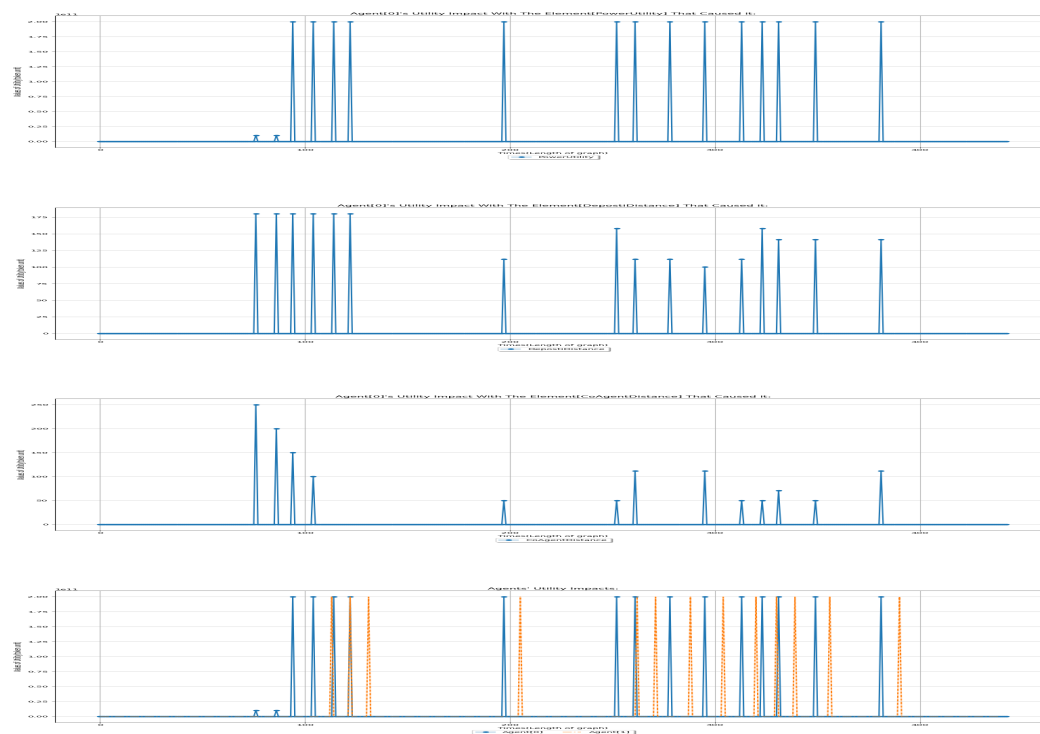 Agent[0]'s Utility Impact With The Element[PowerUtility] That Caused it:
1e11
2.00
1.75
1.50
1.25
1.00
0.75
0.50
0.25
0.00
0 100 200 300 400
Times(Length of graph)
PowerUtility ]
Agent[0]'s Utility Impact With The Element[DepostiDistance] That Caused it:
175
150
125
100
75
50
25
0
0 100 200 300 400
Times(Length of graph)
DepostiDistance ]
Agent[0]'s Utility Impact With The Element[CoAgentDistance] That Caused it:
250
200
150
100
50
0
0 100 200 300 400
Times(Length of graph)
CoAgentDistance ]
Agents' Utility Impacts:
1e11
2.00
1.75
1.50
1.25
1.00
0.75
0.50
0.25
0.00
0 100 200 300 400
Times(Length of graph)
Agent[0] Agent[1] ]